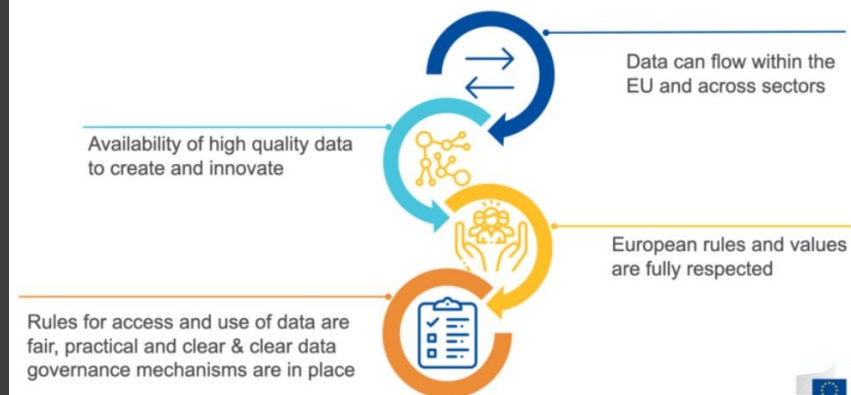 Data can flow within the
EU and across sectors
Availability of high quality data
to create and innovate
European rules and values
are fully respected
Rules for access and use of data are
fair, practical and clear & clear data
governance mechanisms are in place